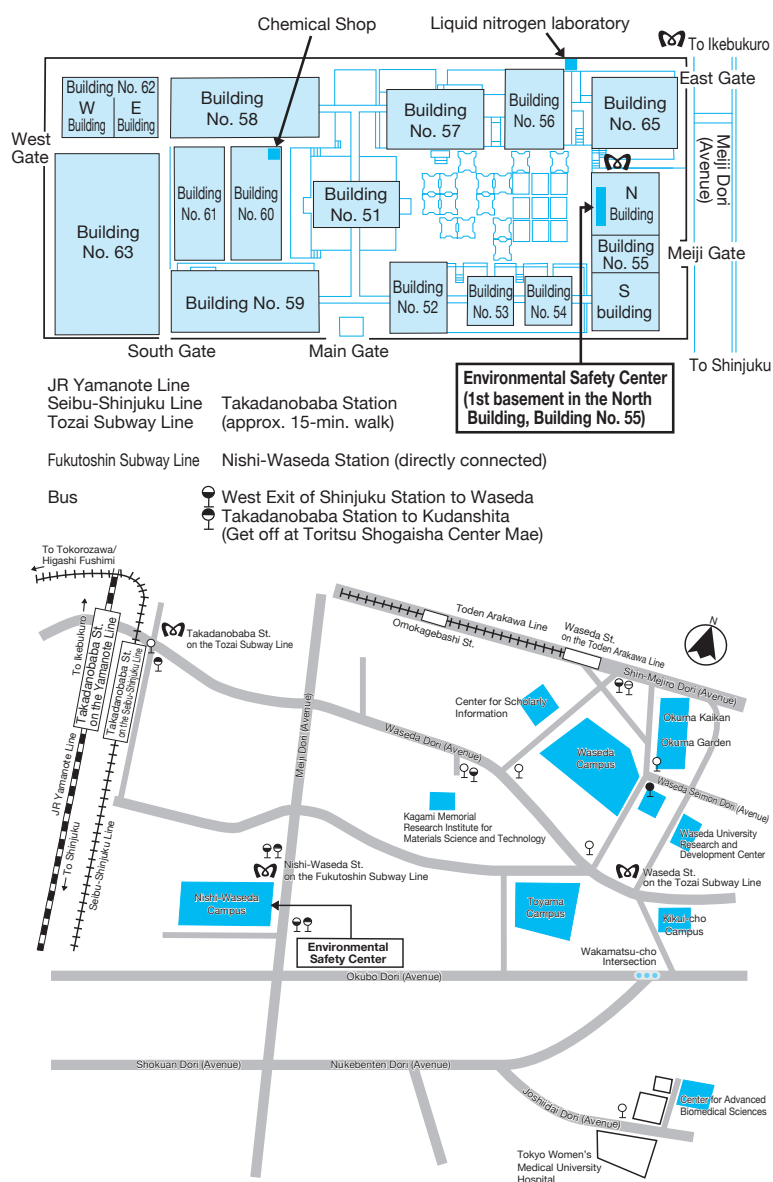 Chemical Shop
Liquid nitrogen laboratory
To Ikebukuro
East Gate
Building No. 62
W
Building
E
Building
Building
No. 58
Building
No. 57
Building
No. 56
Building
No. 65
West
Gate
Meiji Dori
(Avenue)
Building
No. 63
Building
No. 61
Building
No. 60
Building
No. 51
N
Building
Building
No. 55
Meiji Gate
S
building
Building No. 59
Building
No. 52
Building
No. 53
Building
No. 54
South Gate
Main Gate
To Shinjuku
Environmental Safety Center
(1st basement in the North
Building, Building No. 55)
JR Yamanote Line
Seibu-Shinjuku Line
Tozai Subway Line
Takadanobaba Station
(approx. 15-min. walk)
Fukutoshin Subway Line
Nishi-Waseda Station (directly connected)
Bus
West Exit of Shinjuku Station to Waseda
Takadanobaba Station to Kudanshita
(Get off at Toritsu Shogaisha Center Mae)
To Tokorozawa/
Higashi Fushimi
To Ikebukuro
Takadanobaba St.
on the Yamanote Line
Takadanobaba St.
on the Seibu-Shinjuku Line
Takadanobaba St.
on the Tozai Subway Line
JR Yamanote Line
To Shinjuku
Seibu-Shinjuku Line
Meiji Dori (Avenue)
Toden Arakawa Line
Omokagebashi St.
Waseda St.
on the Toden Arakawa Line
N
Shin-Mejiro Dori (Avenue)
Center for Scholarly
Information
Waseda Dori (Avenue)
Waseda
Campus
Okuma Kaikan
Okuma Garden
Waseda Seimon Dori (Avenue)
Kagami Memorial
Research Institute for
Materials Science and Technology
Waseda University
Research and
Development Center
Nishi-Waseda St.
on the Fukutoshin Subway Line
Waseda St.
on the Tozai Subway Line
Nishi-Waseda
Campus
Toyama
Campus
Kikui-cho
Campus
Environmental
Safety Center
Wakamatsu-cho
Intersection
Okubo Dori (Avenue)
Shokuan Dori (Avenue)
Nukebenten Dori (Avenue)
Joshiidai Dori (Avenue)
Center for Advanced
Biomedical Sciences
Tokyo Women's
Medical University
Hospital